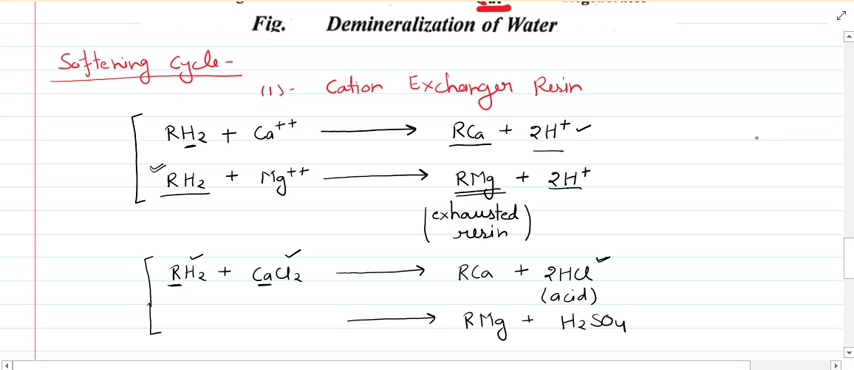 Fig. Demineralization of Water
Softening Cycle-
(1)- Cation Exchanger Resin
RH2 + Ca++ ⟶ RCa + 2H+ ✓
RH2 + Mg++ ⟶ RMg + 2H+
(exhausted resin)
RH2 + CaCl2 ⟶ RCa + 2HCl
(acid)
⟶ RMg + H2SO4